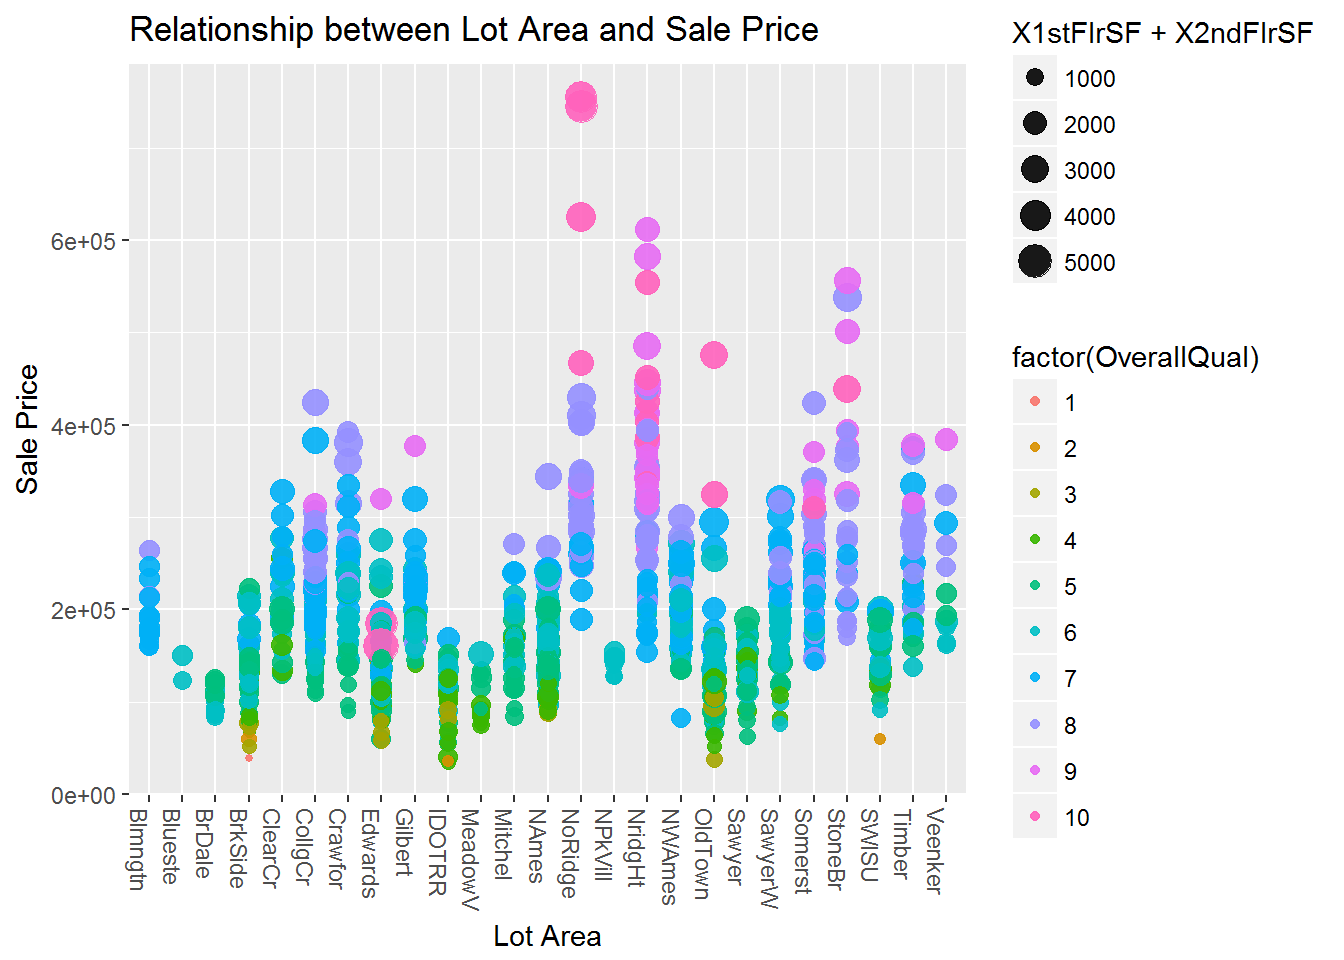 Relationship between Lot Area and Sale Price
Sale Price
6e+05
4e+05
2e+05
0e+00
Blmngtn
Blueste
BrDale
BrkSide
ClearCr
CollgCr
Crawfor
Edwards
Gilbert
IDOTRR
MeadowV
Mitchel
NAmes
NoRidge
NPkVill
NridgHt
NWAmes
OldTown
Sawyer
SawyerW
Somerst
StoneBr
SWISU
Timber
Veenker
Lot Area
X1stFlrSF + X2ndFlrSF
1000
2000
3000
4000
5000
factor(OverallQual)
1
2
3
4
5
6
7
8
9
10